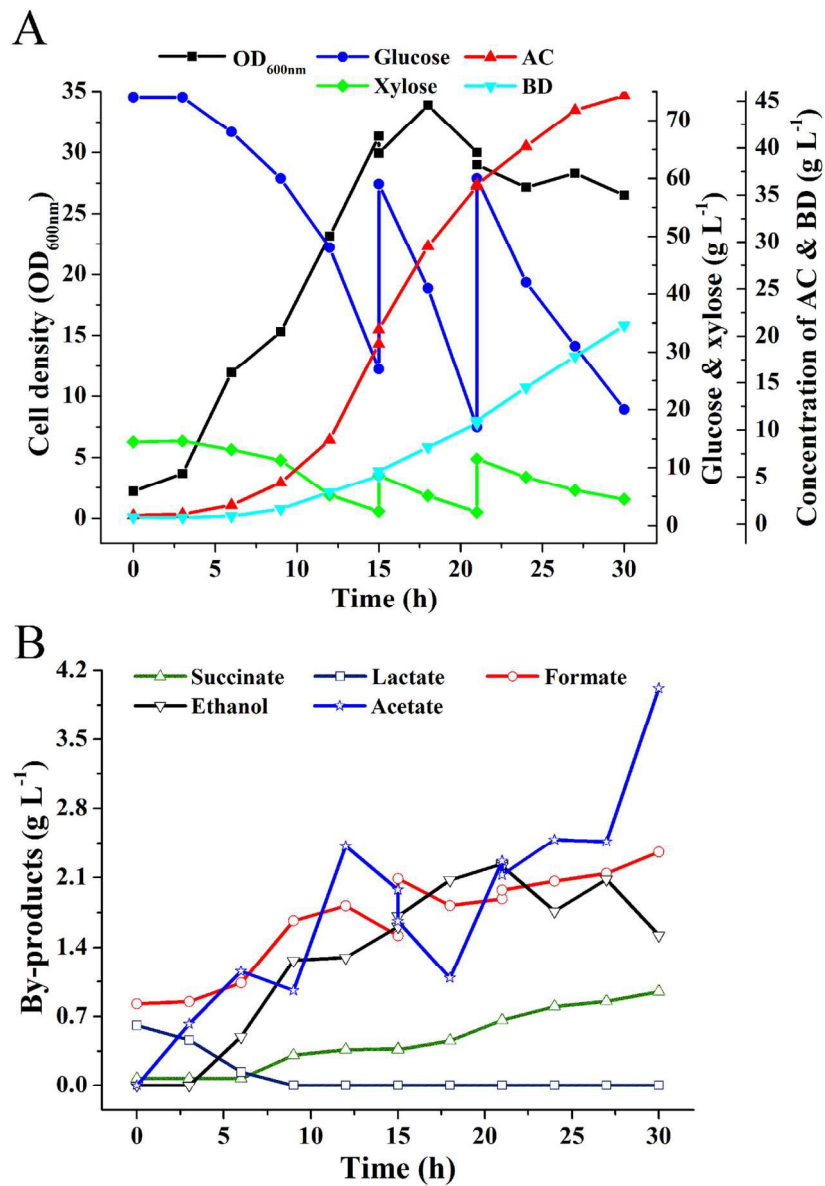 A
OD600nm Glucose AC
Xylose BD
35
30
25
20
15
10
5
0
Cell density (OD600nm)
70
60
50
40
30
20
10
0
Glucose & xylose (g L-1)
45
40
35
30
25
20
15
10
5
0
Concentration of AC & BD (g L-1)
0 5 10 15 20 25 30
Time (h)
B
Succinate Lactate Formate
Ethanol Acetate
4.2
3.5
2.8
2.1
1.4
0.7
0.0
By-products (g L-1)
0 5 10 15 20 25 30
Time (h)